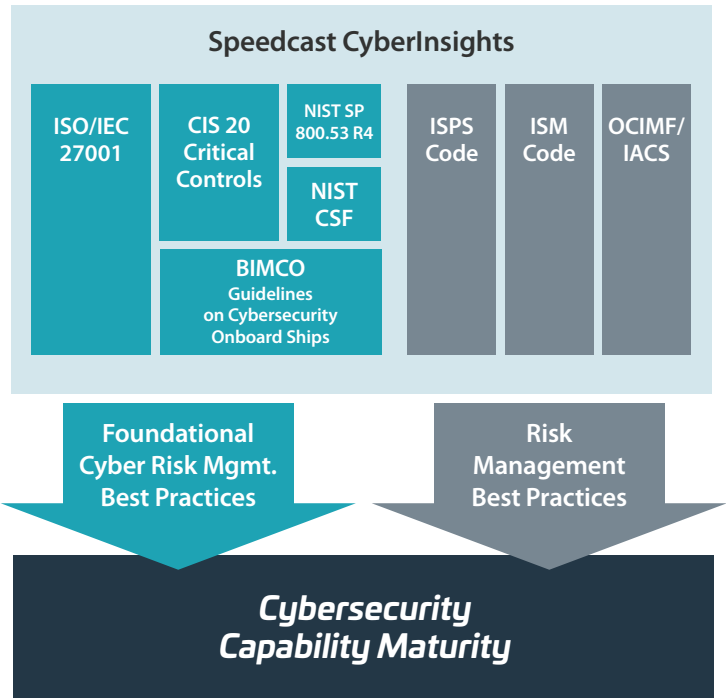 Speedcast CyberInsights
ISO/IEC
27001
CIS 20
Critical
Controls
NIST SP
800.53 R4
NIST
CSF
BIMCO
Guidelines
on Cybersecurity
Onboard Ships
ISPS
Code
ISM
Code
OCIMF/
IACS
Foundational
Cyber Risk Mgmt.
Best Practices
Risk
Management
Best Practices
Cybersecurity
Capability Maturity